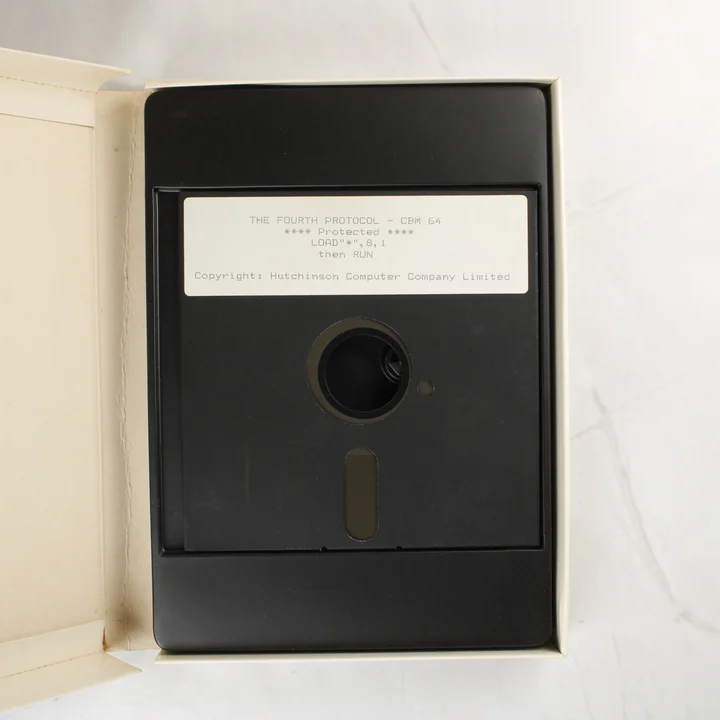 THE FOURTH PROTOCOL - CBM 64
**** Protected ****
LOAD"*",8,1
then RUN
Copyright: Hutchinson Computer Company Limited